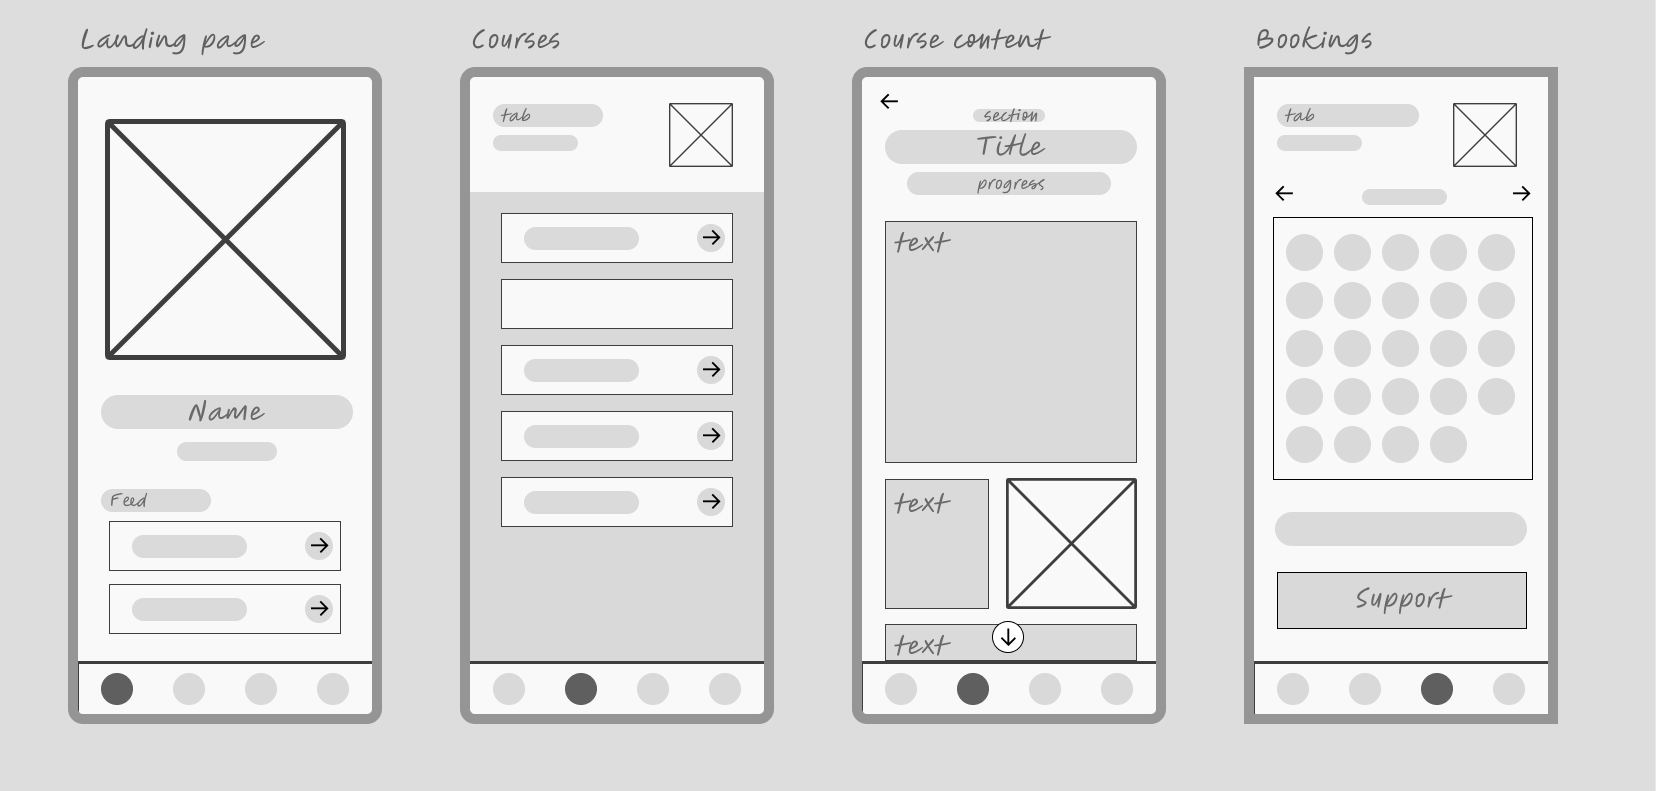 Landing page
Name
Feed
Courses
tab
Course content
section
Title
progress
text
text
text
Bookings
tab
Support